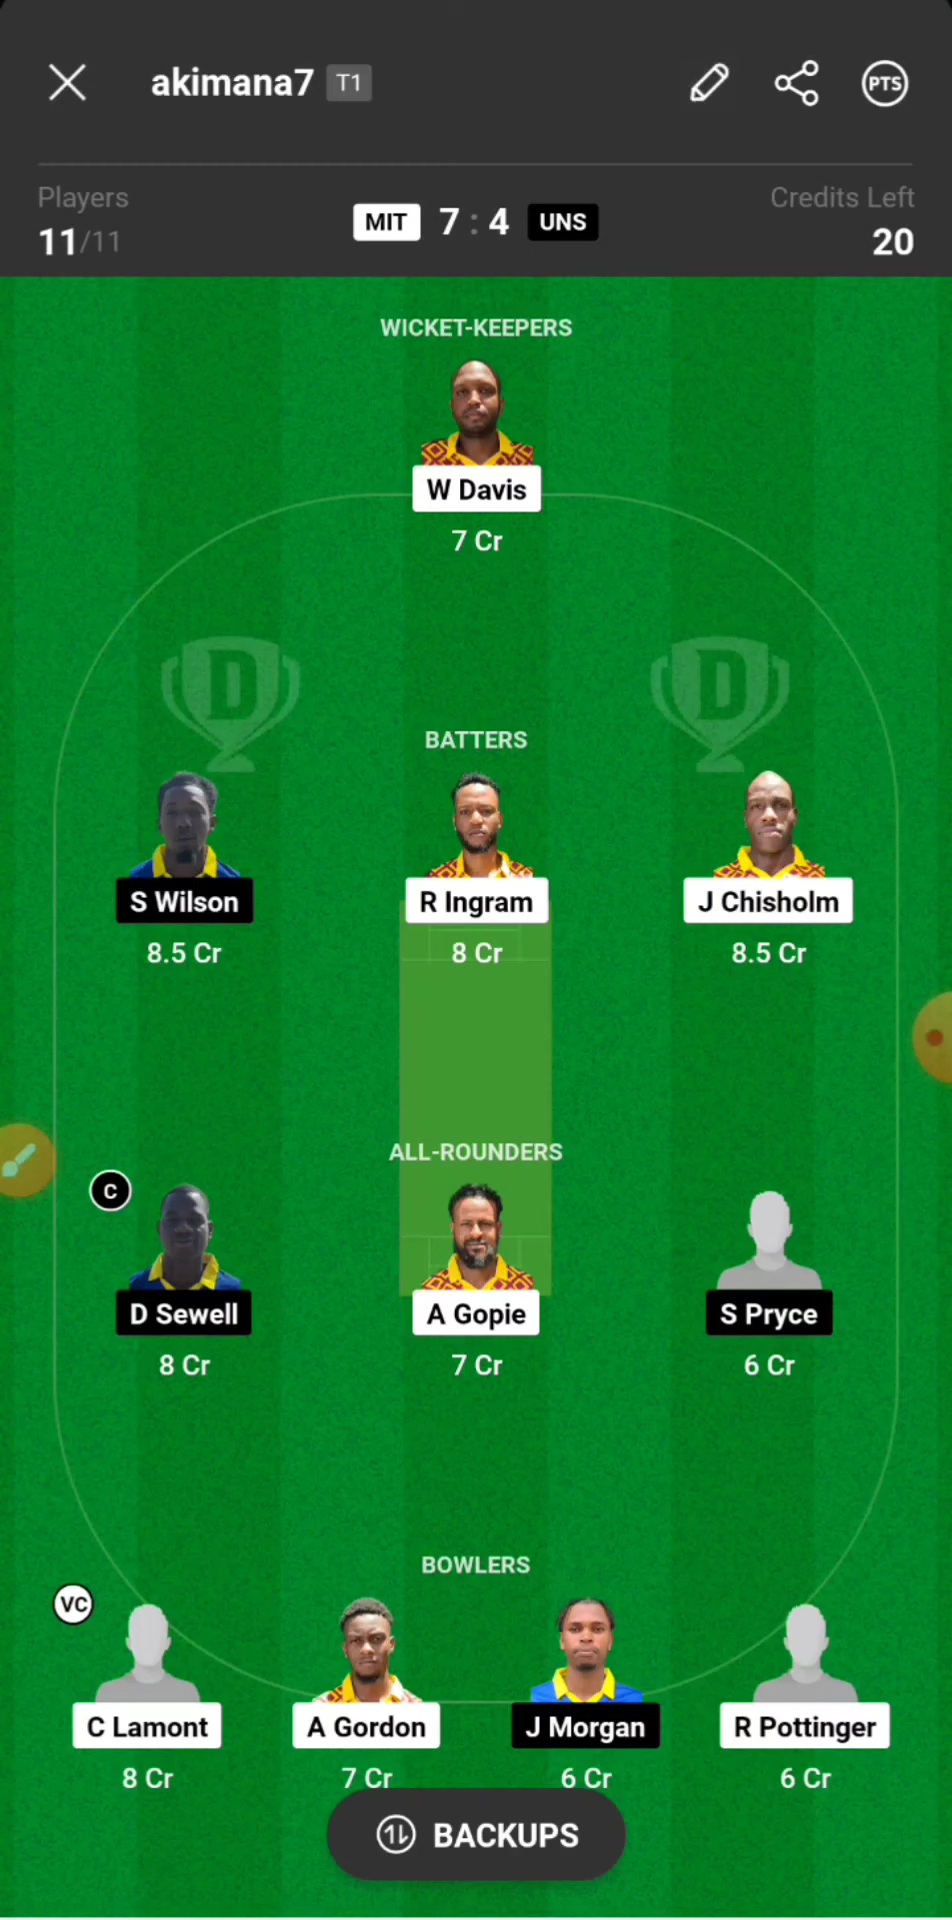 akimana7 T1 PTS
Players Credits Left
11/11 MIT 7 : 4 UNS 20
WICKET-KEEPERS
W Davis
7 Cr
D D
BATTERS
S Wilson R Ingram J Chisholm
8.5 Cr 8 Cr 8.5 Cr
ALL-ROUNDERS
C
D Sewell A Gopie S Pryce
8 Cr 7 Cr 6 Cr
BOWLERS
VC
C Lamont A Gordon J Morgan R Pottinger
8 Cr 7 Cr 6 Cr 6 Cr
BACKUPS